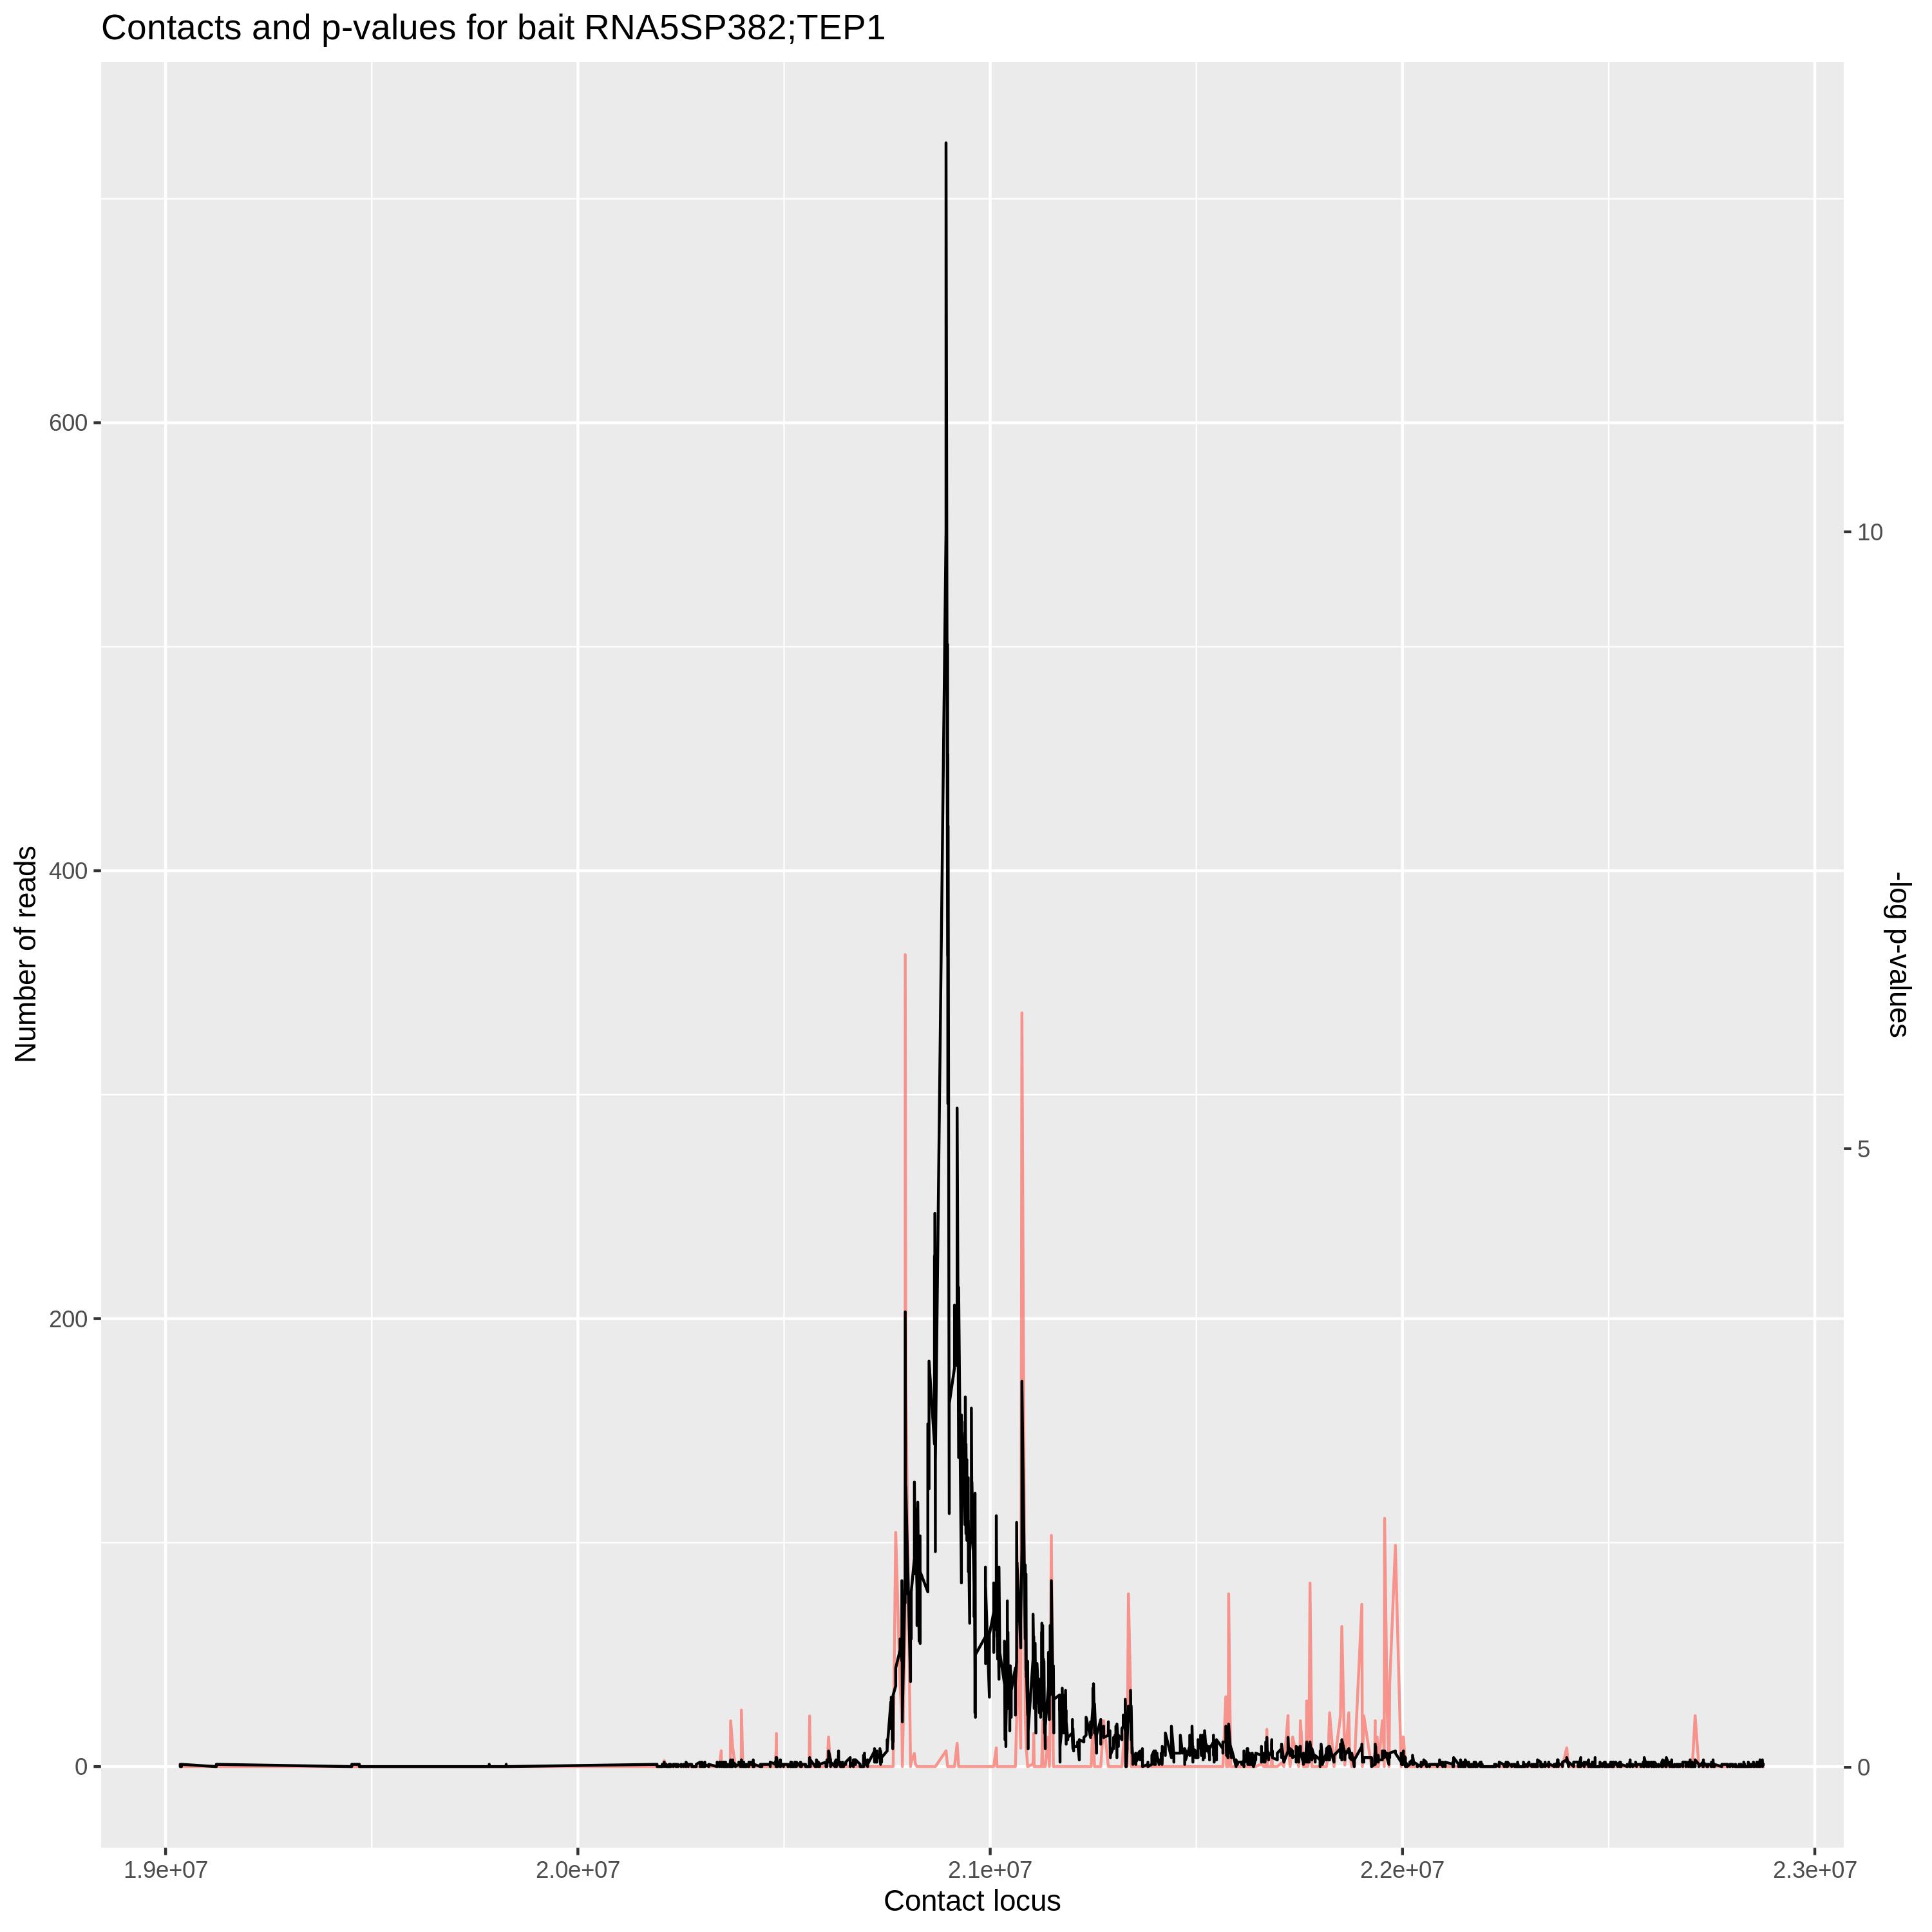 Contacts and p-values for bait RNA5SP382;TEP1
600
400
200
0
Number of reads
10
5
0
-log p-values
1.9e+07 2.0e+07 2.1e+07 2.2e+07 2.3e+07
Contact locus